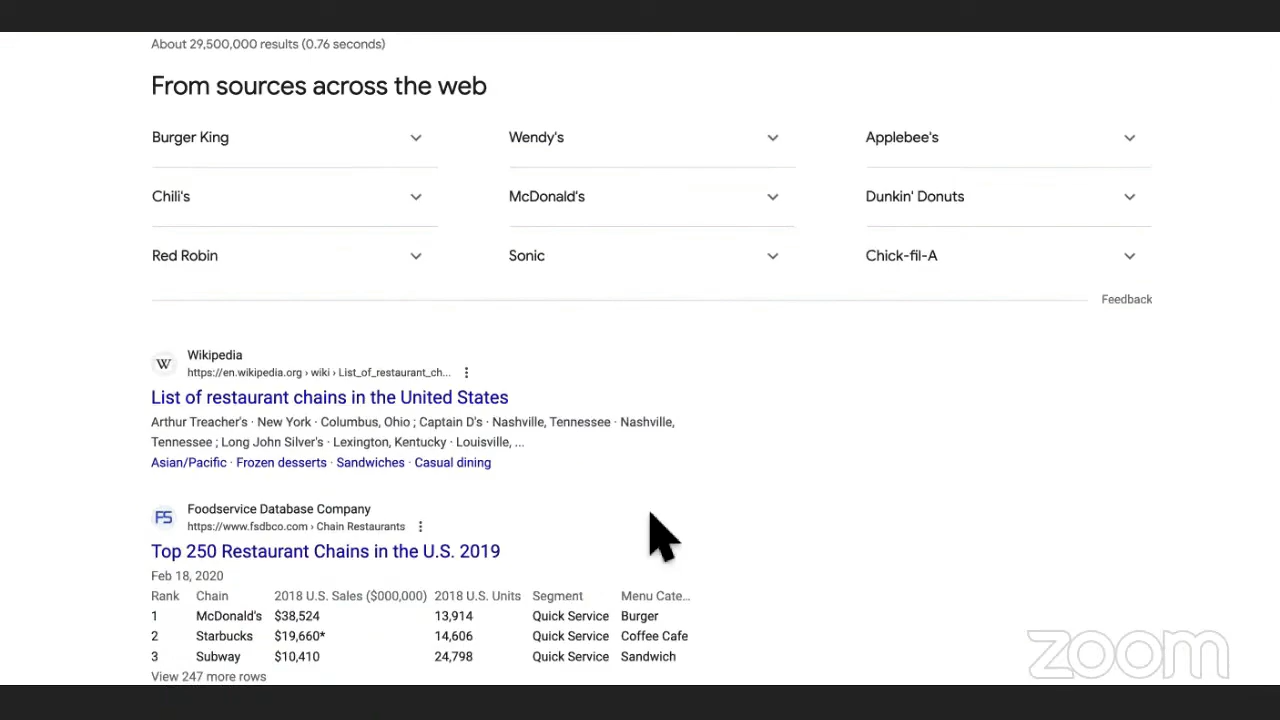 About 29,500,000 results (0.76 seconds)
From sources across the web
Burger King
Wendy's
Applebee's
Chili's
McDonald's
Dunkin' Donuts
Red Robin
Sonic
Chick-fil-A
Feedback
W
Wikipedia
https://en.wikipedia.org › wiki › List_of_restaurant_ch...
List of restaurant chains in the United States
Arthur Treacher's · New York · Columbus, Ohio ; Captain D's · Nashville, Tennessee · Nashville,
Tennessee ; Long John Silver's · Lexington, Kentucky · Louisville, ...
Asian/Pacific · Frozen desserts · Sandwiches · Casual dining
FS
Foodservice Database Company
https://www.fsdbco.com › Chain Restaurants
Top 250 Restaurant Chains in the U.S. 2019
Feb 18, 2020
Rank Chain 2018 U.S. Sales ($000,000) 2018 U.S. Units Segment Menu Cate...
1 McDonald's $38,524 13,914 Quick Service Burger
2 Starbucks $19,660* 14,606 Quick Service Coffee Cafe
3 Subway $10,410 24,798 Quick Service Sandwich
View 247 more rows
zoom